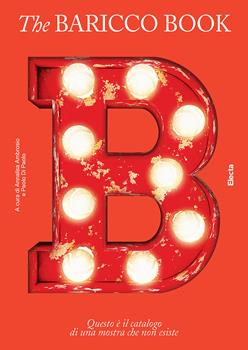 The BARICCO BOOK
A cura di Annalisa Ambrosio
e Paolo Di Paolo
B
Electa
Questo è il catalogo
di una mostra che non esiste